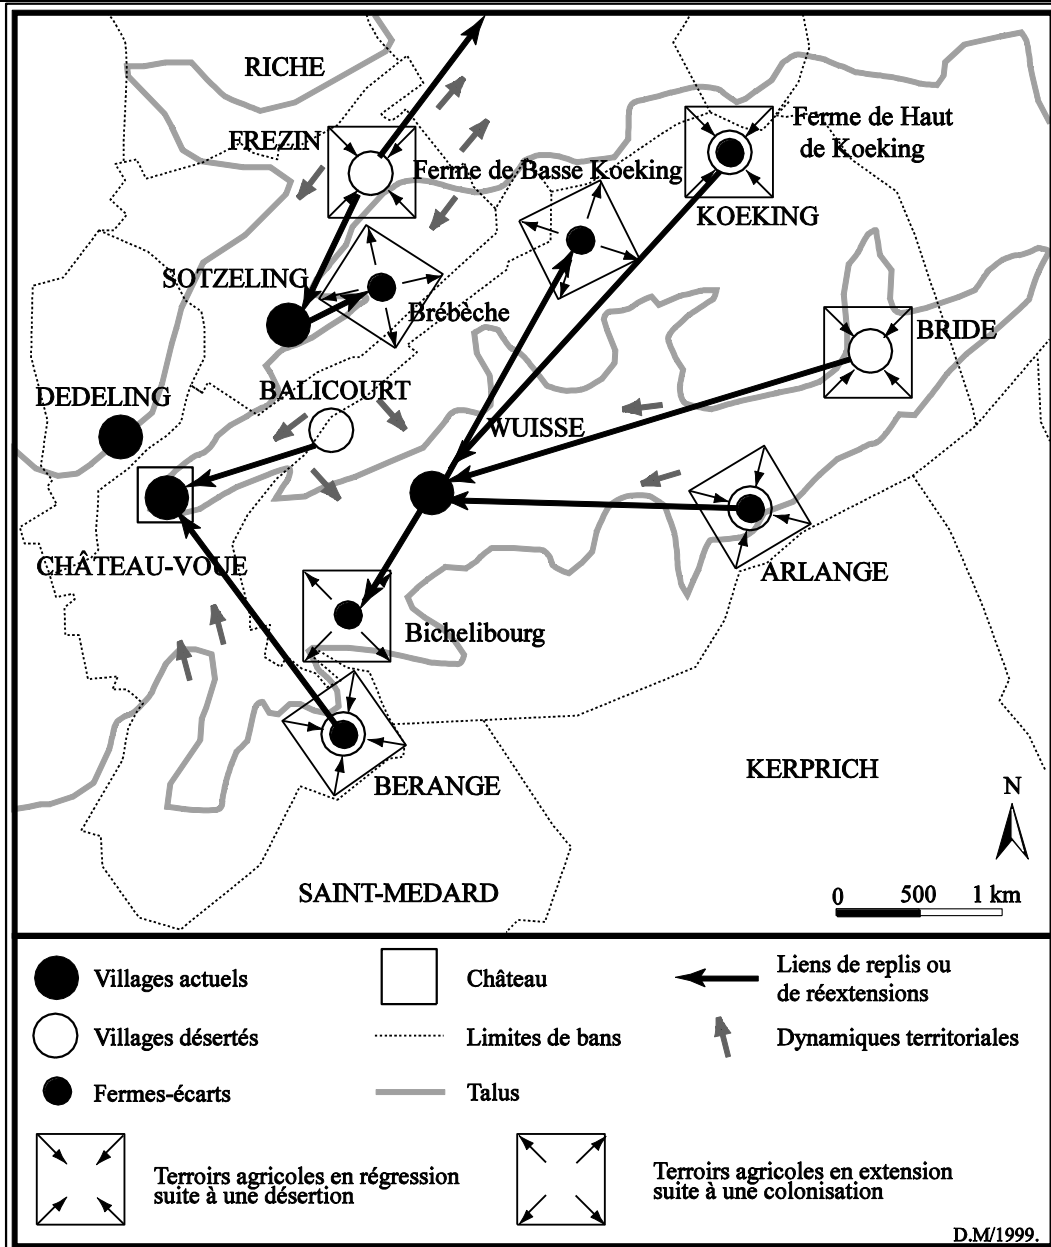 RICHE
FREZIN
Ferme de Haut
de Koeking
Ferme de Basse Koeking
KOEKING
SOTZELING
Brébèche
BRIDE
DEDELING
BALICOURT
WUISSE
CHÂTEAU-VOUE
ARLANGE
Bichelibourg
BERANGE
KERPRICH
N
SAINT-MEDARD
0 500 1 km
Villages actuels
Château
Liens de replis ou
de réextensions
Villages désertés
Limites de bans
Dynamiques territoriales
Fermes-écarts
Talus
Terroirs agricoles en régression
suite à une désertion
Terroirs agricoles en extension
suite à une colonisation
D.M/1999.